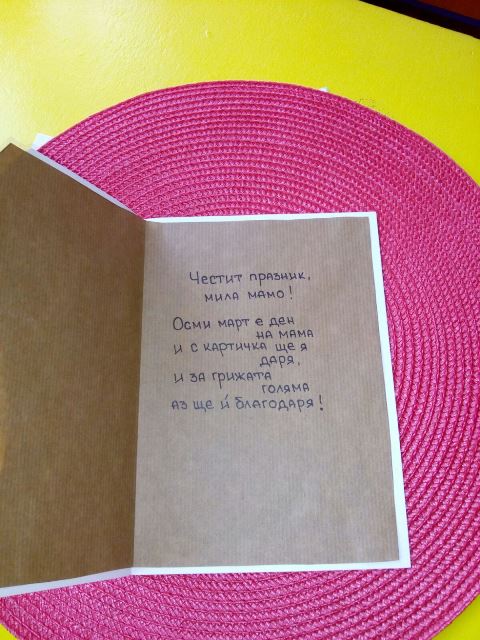 Честит празник,
мила мамо!
Осми март е ден
на мама
и с картичка ще я
даря,
и за грижата
голяма
аз ще ѝ благодаря!